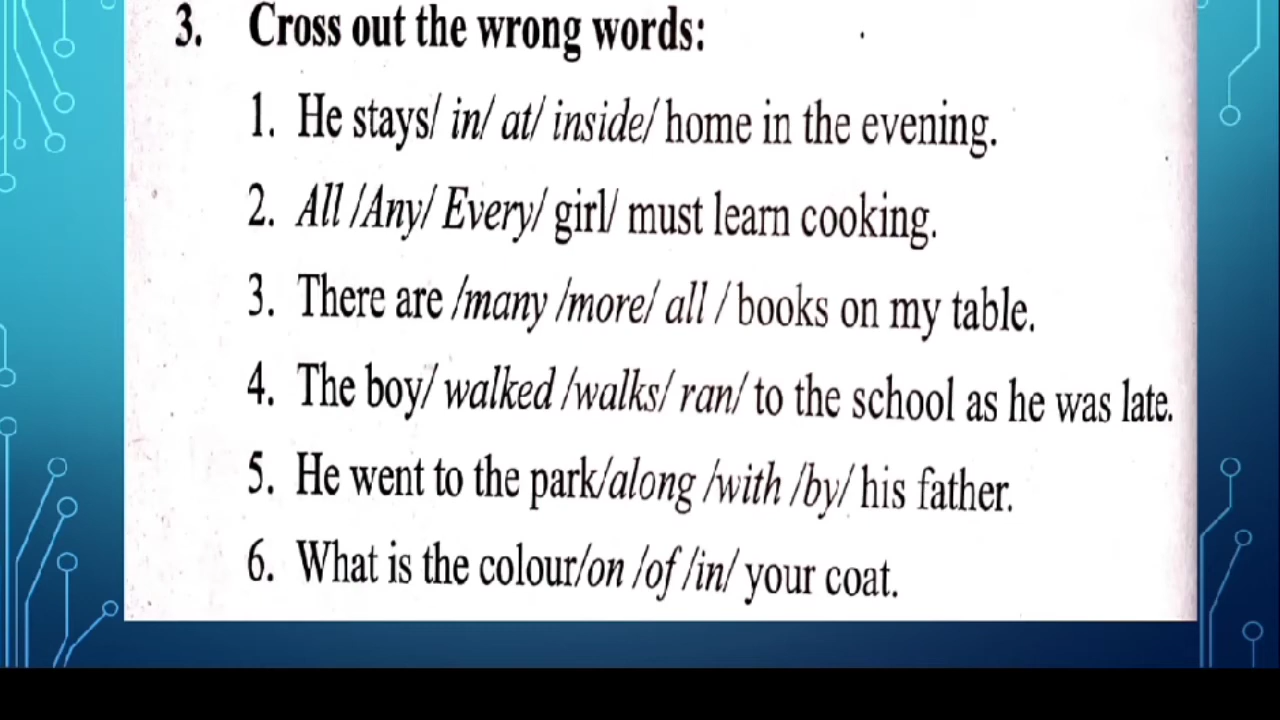 3. Cross out the wrong words:
1. He stays/ in/ at/ inside/ home in the evening.
2. All /Any/ Every/ girl/ must learn cooking.
3. There are /many /more/ all / books on my table.
4. The boy/ walked /walks/ ran/ to the school as he was late.
5. He went to the park/along /with /by/ his father.
6. What is the colour/on /of /in/ your coat.